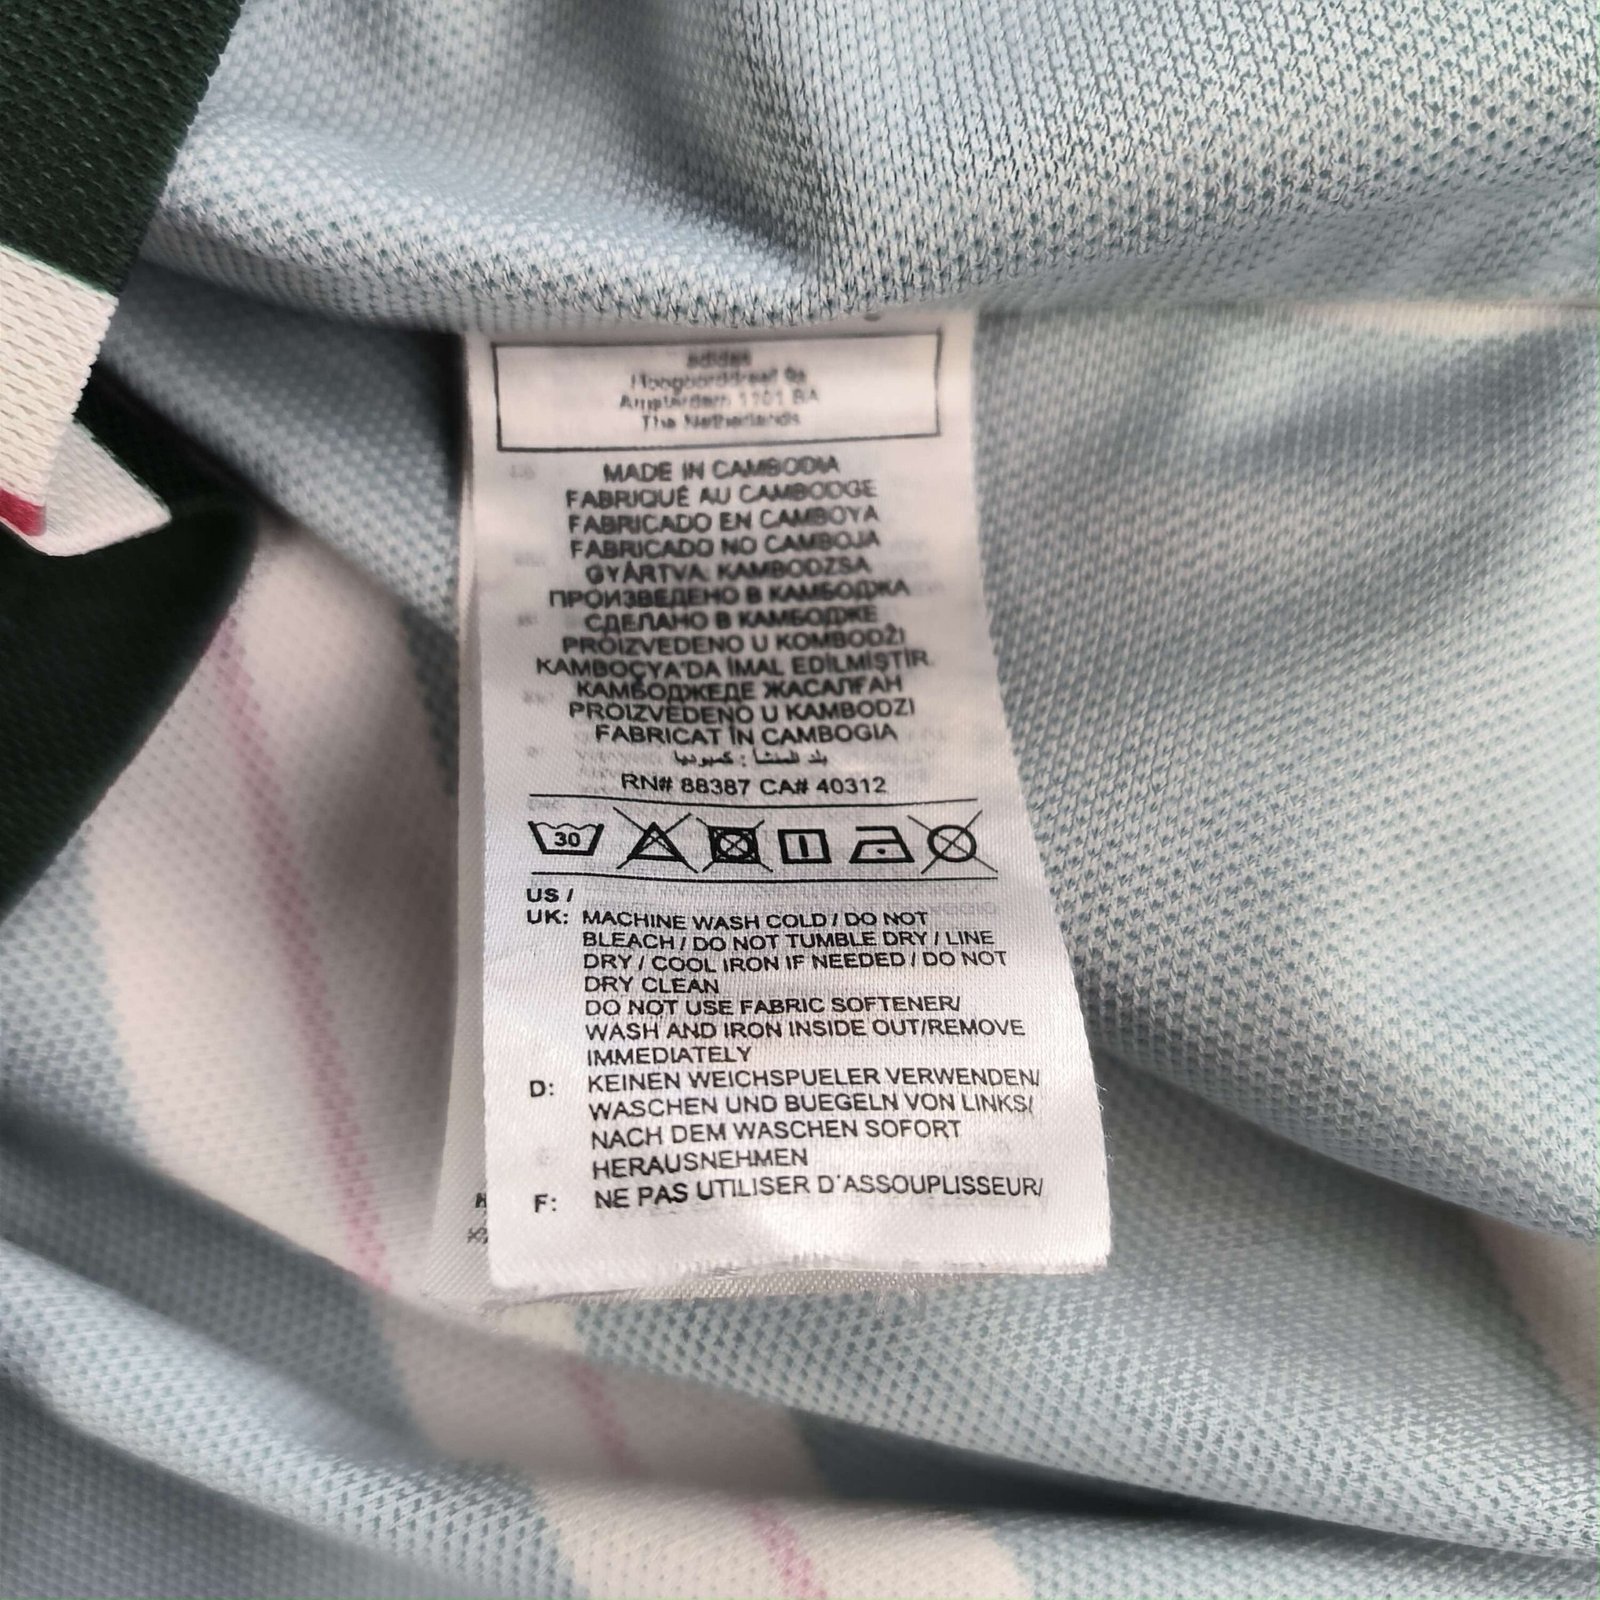 adidas
Hoogoorddreef 9a
Amsterdam 1101 BA
The Netherlands
MADE IN CAMBODIA
FABRIQUÉ AU CAMBODGE
FABRICADO EN CAMBOYA
FABRICADO NO CAMBOJA
GYÁRTVA: KAMBODZSA
ПРОИЗВЕДЕНО В КАМБОДЖА
СДЕЛАНО В КАМБОДЖЕ
PROIZVEDENO U KOMBODŽI
KAMBOÇYA'DA İMAL EDİLMİŞTİR.
КАМБОДЖЕДЕ ЖАСАЛҒАН
PROIZVEDENO U KAMBODZI
FABRICAT ÎN CAMBOGIA
بلد المنشأ : كمبوديا
RN# 88387 CA# 40312
30
US /
UK: MACHINE WASH COLD / DO NOT
BLEACH / DO NOT TUMBLE DRY / LINE
DRY / COOL IRON IF NEEDED / DO NOT
DRY CLEAN
DO NOT USE FABRIC SOFTENER/
WASH AND IRON INSIDE OUT/REMOVE
IMMEDIATELY
D: KEINEN WEICHSPUELER VERWENDEN/
WASCHEN UND BUEGELN VON LINKS/
NACH DEM WASCHEN SOFORT
HERAUSNEHMEN
F: NE PAS UTILISER D'ASSOUPLISSEUR/